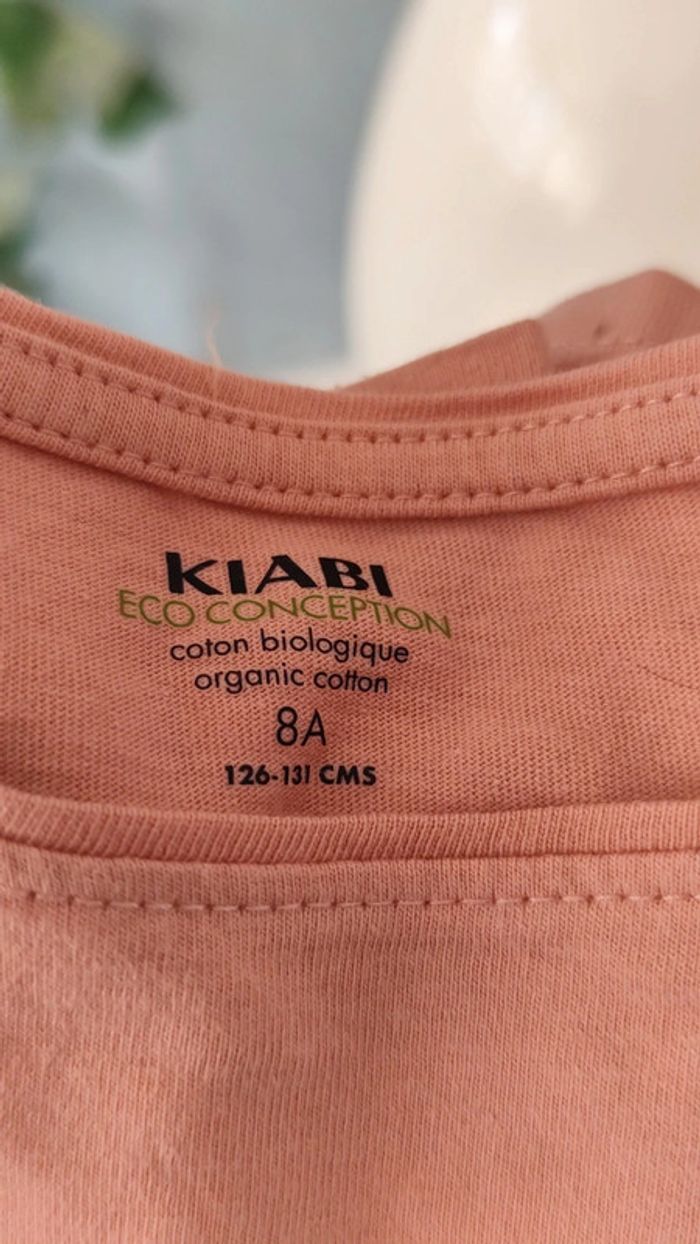 KIABI
ECO CONCEPTION
coton biologique
organic cotton
8A
126-131 CMS